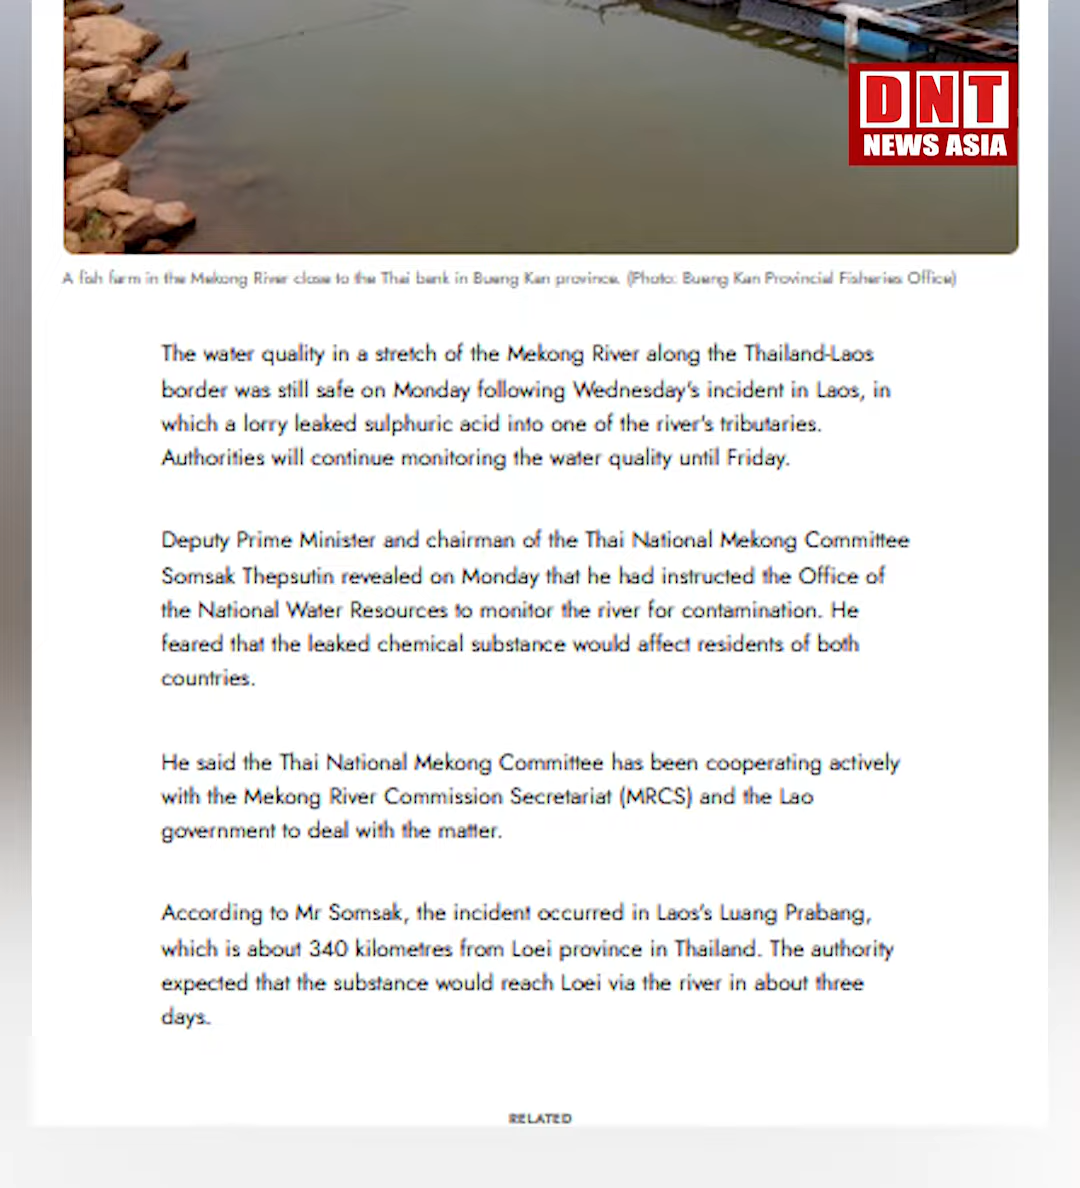 DNT
NEWS ASIA
A fish farm in the Mekong River close to the Thai bank in Bueng Kan province. (Photo: Bueng Kan Provincial Fisheries Office)
The water quality in a stretch of the Mekong River along the Thailand-Laos
border was still safe on Monday following Wednesday's incident in Laos, in
which a lorry leaked sulphuric acid into one of the river's tributaries.
Authorities will continue monitoring the water quality until Friday.
Deputy Prime Minister and chairman of the Thai National Mekong Committee
Somsak Thepsutin revealed on Monday that he had instructed the Office of
the National Water Resources to monitor the river for contamination. He
feared that the leaked chemical substance would affect residents of both
countries.
He said the Thai National Mekong Committee has been cooperating actively
with the Mekong River Commission Secretariat (MRCS) and the Lao
government to deal with the matter.
According to Mr Somsak, the incident occurred in Laos's Luang Prabang,
which is about 340 kilometres from Loei province in Thailand. The authority
expected that the substance would reach Loei via the river in about three
days.
RELATED